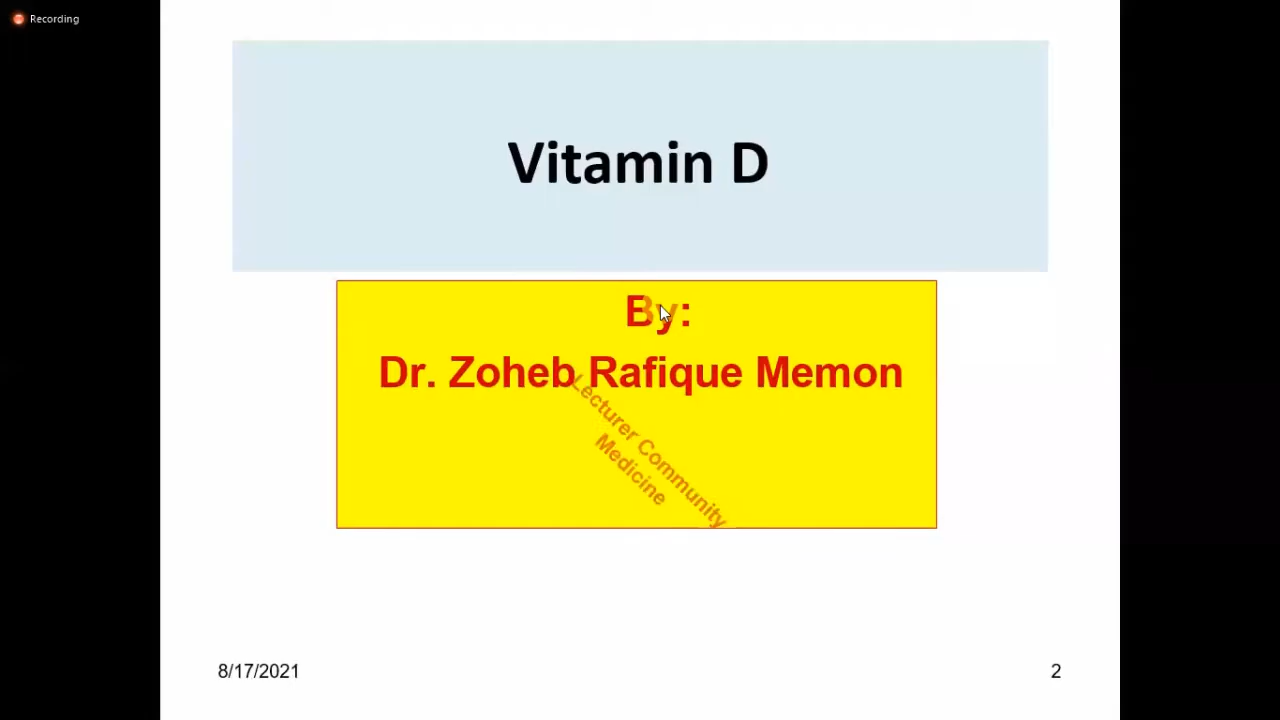 Recording
Vitamin D
By:
Dr. Zoheb Rafique Memon
Lecturer Community
Medicine
8/17/2021
2